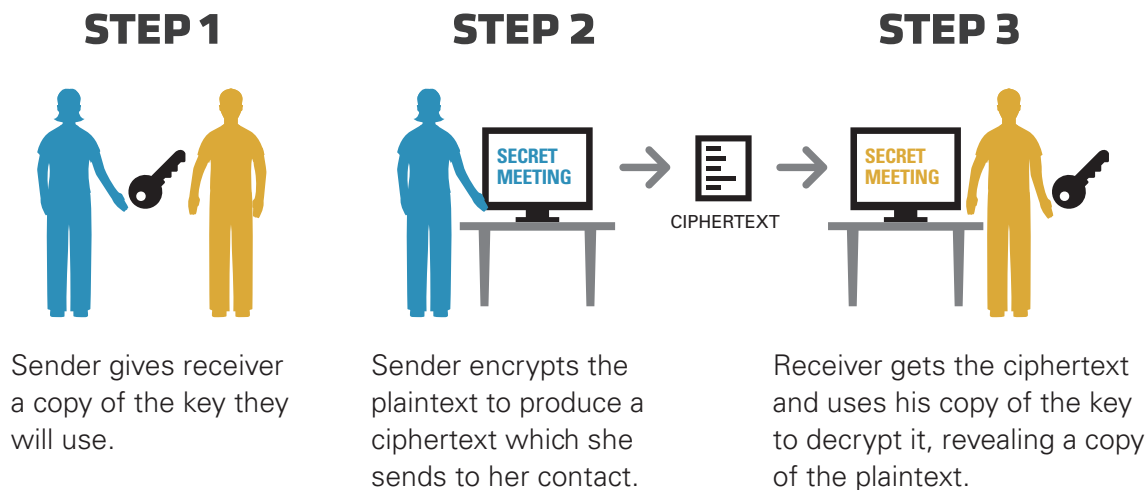 STEP 1
Sender gives receiver
a copy of the key they
will use.
STEP 2
SECRET
MEETING
CIPHERTEXT
Sender encrypts the
plaintext to produce a
ciphertext which she
sends to her contact.
STEP 3
SECRET
MEETING
Receiver gets the ciphertext
and uses his copy of the key
to decrypt it, revealing a copy
of the plaintext.